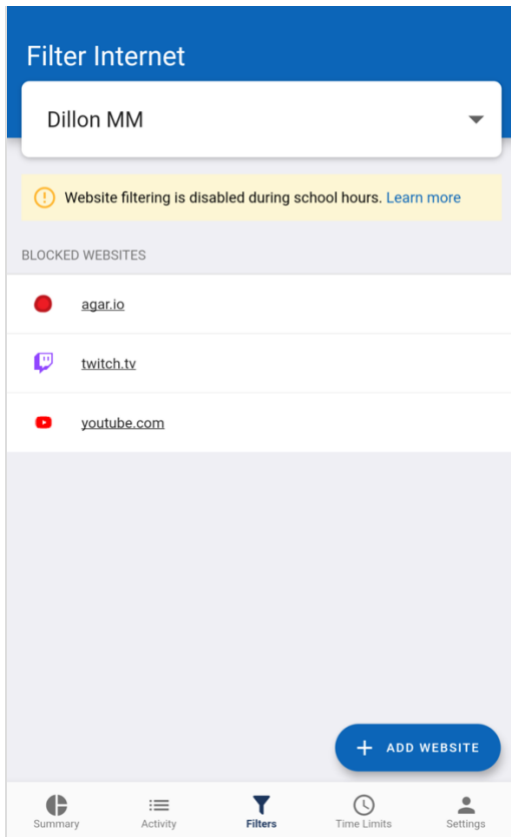 Filter Internet
Dillon MM
Website filtering is disabled during school hours. Learn more
BLOCKED WEBSITES
agar.io
twitch.tv
youtube.com
+ ADD WEBSITE
Summary Activity Filters Time Limits Settings